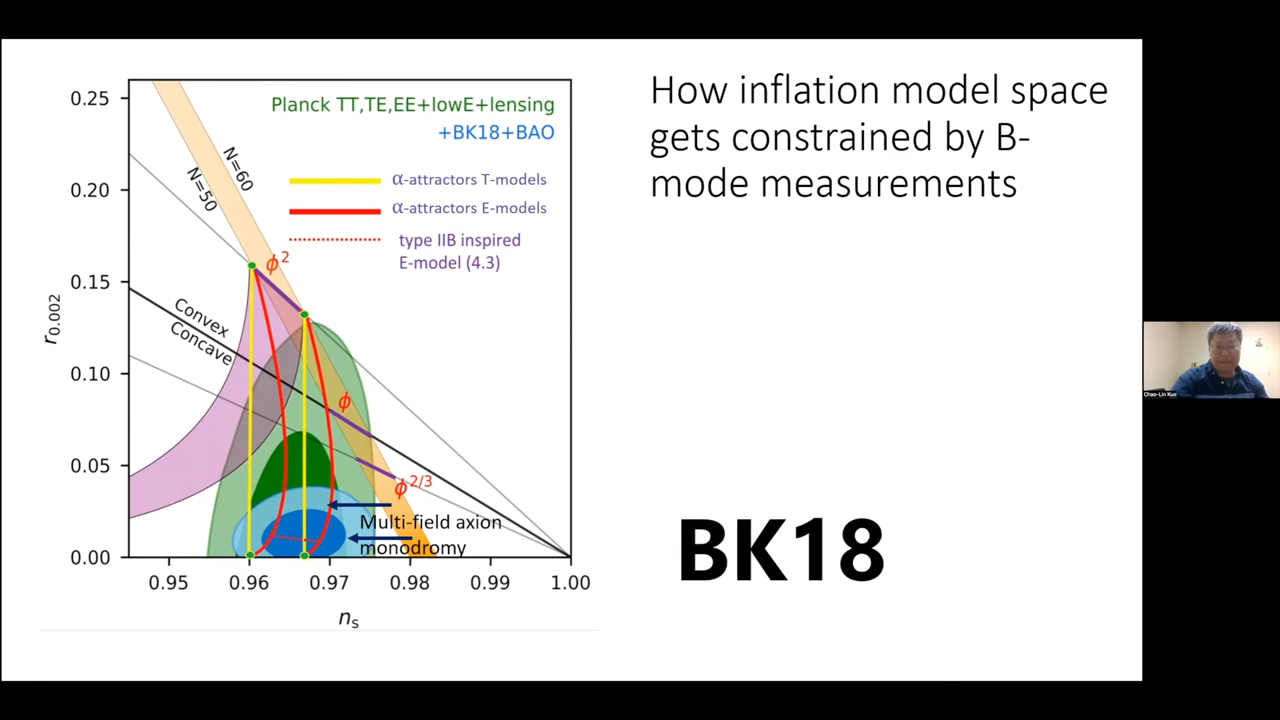 How inflation model space
gets constrained by B-
mode measurements
BK18
Planck TT,TE,EE+lowE+lensing
+BK18+BAO
α-attractors T-models
α-attractors E-models
type IIB inspired
E-model (4.3)
N=60
N=50
ϕ²
Convex
Concave
ϕ
ϕ^{2/3}
Multi-field axion
monodromy
r₀.₀₀₂
0.25
0.20
0.15
0.10
0.05
0.00
0.95 0.96 0.97 0.98 0.99 1.00
nₛ
Chao-Lin Kuo